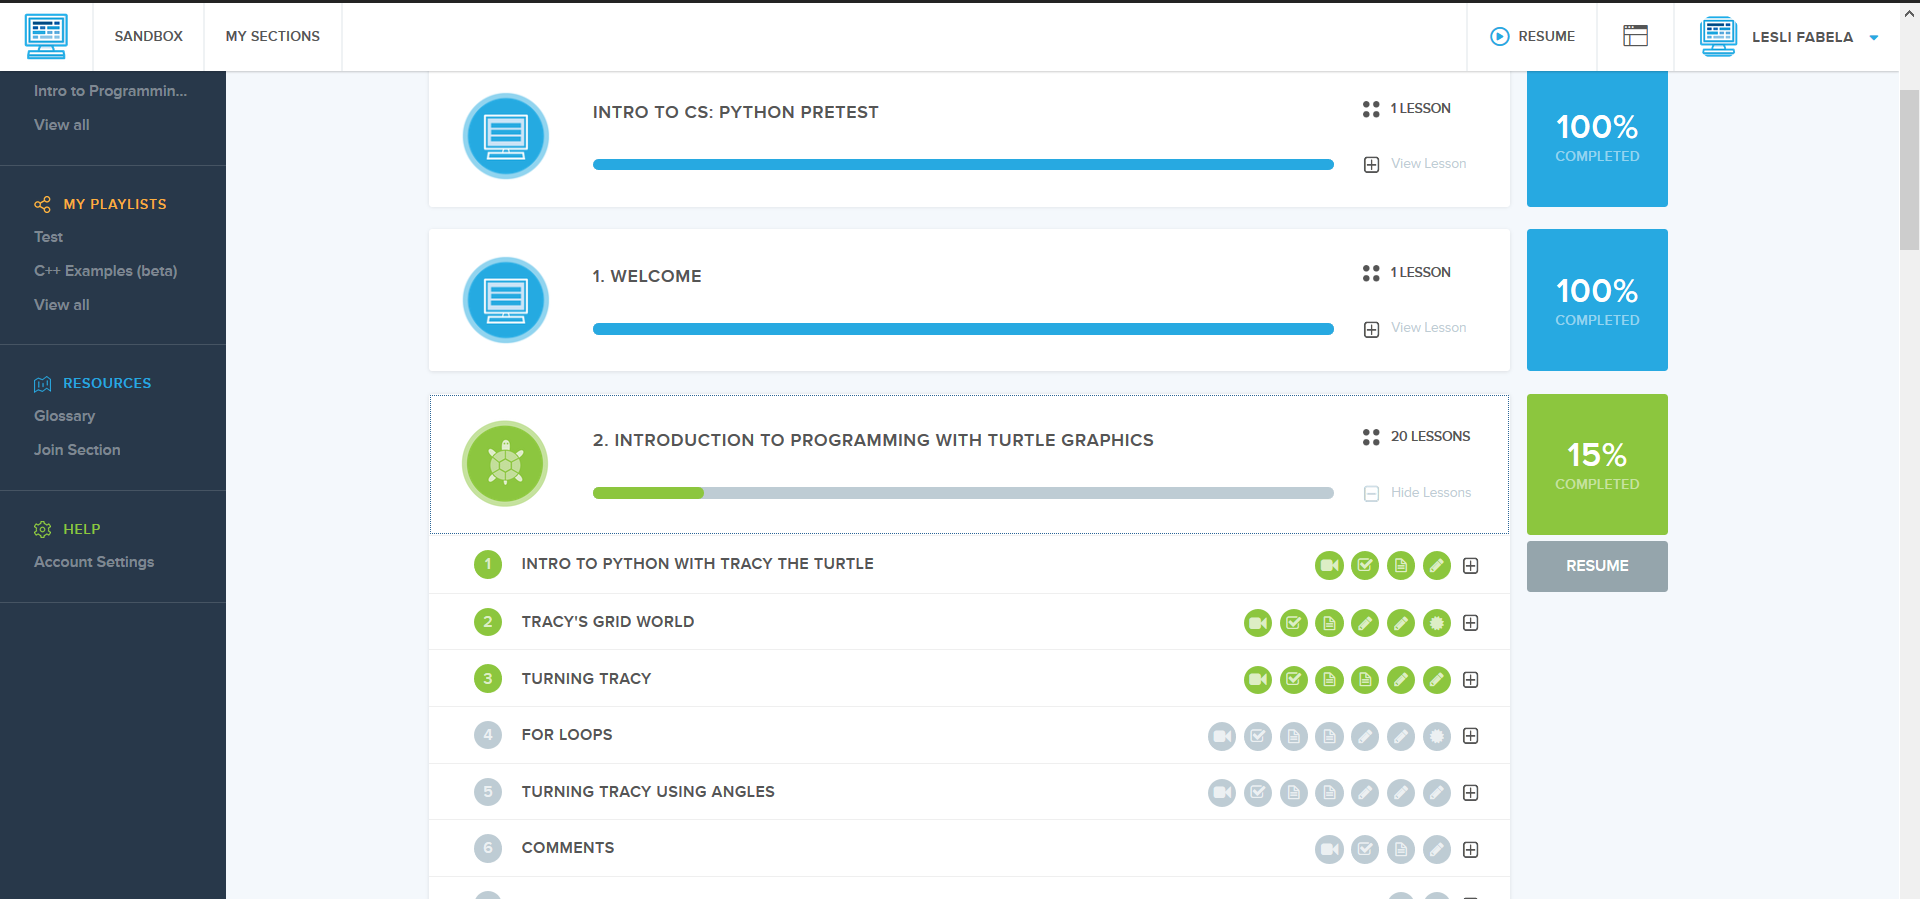 SANDBOX
MY SECTIONS
RESUME
LESLI FABELA
Intro to Programmin...
View all
MY PLAYLISTS
Test
C++ Examples (beta)
View all
RESOURCES
Glossary
Join Section
HELP
Account Settings
INTRO TO CS: PYTHON PRETEST
1 LESSON
View Lesson
100%
COMPLETED
1. WELCOME
1 LESSON
View Lesson
100%
COMPLETED
2. INTRODUCTION TO PROGRAMMING WITH TURTLE GRAPHICS
20 LESSONS
Hide Lessons
15%
COMPLETED
RESUME
1 INTRO TO PYTHON WITH TRACY THE TURTLE
2 TRACY'S GRID WORLD
3 TURNING TRACY
4 FOR LOOPS
5 TURNING TRACY USING ANGLES
6 COMMENTS